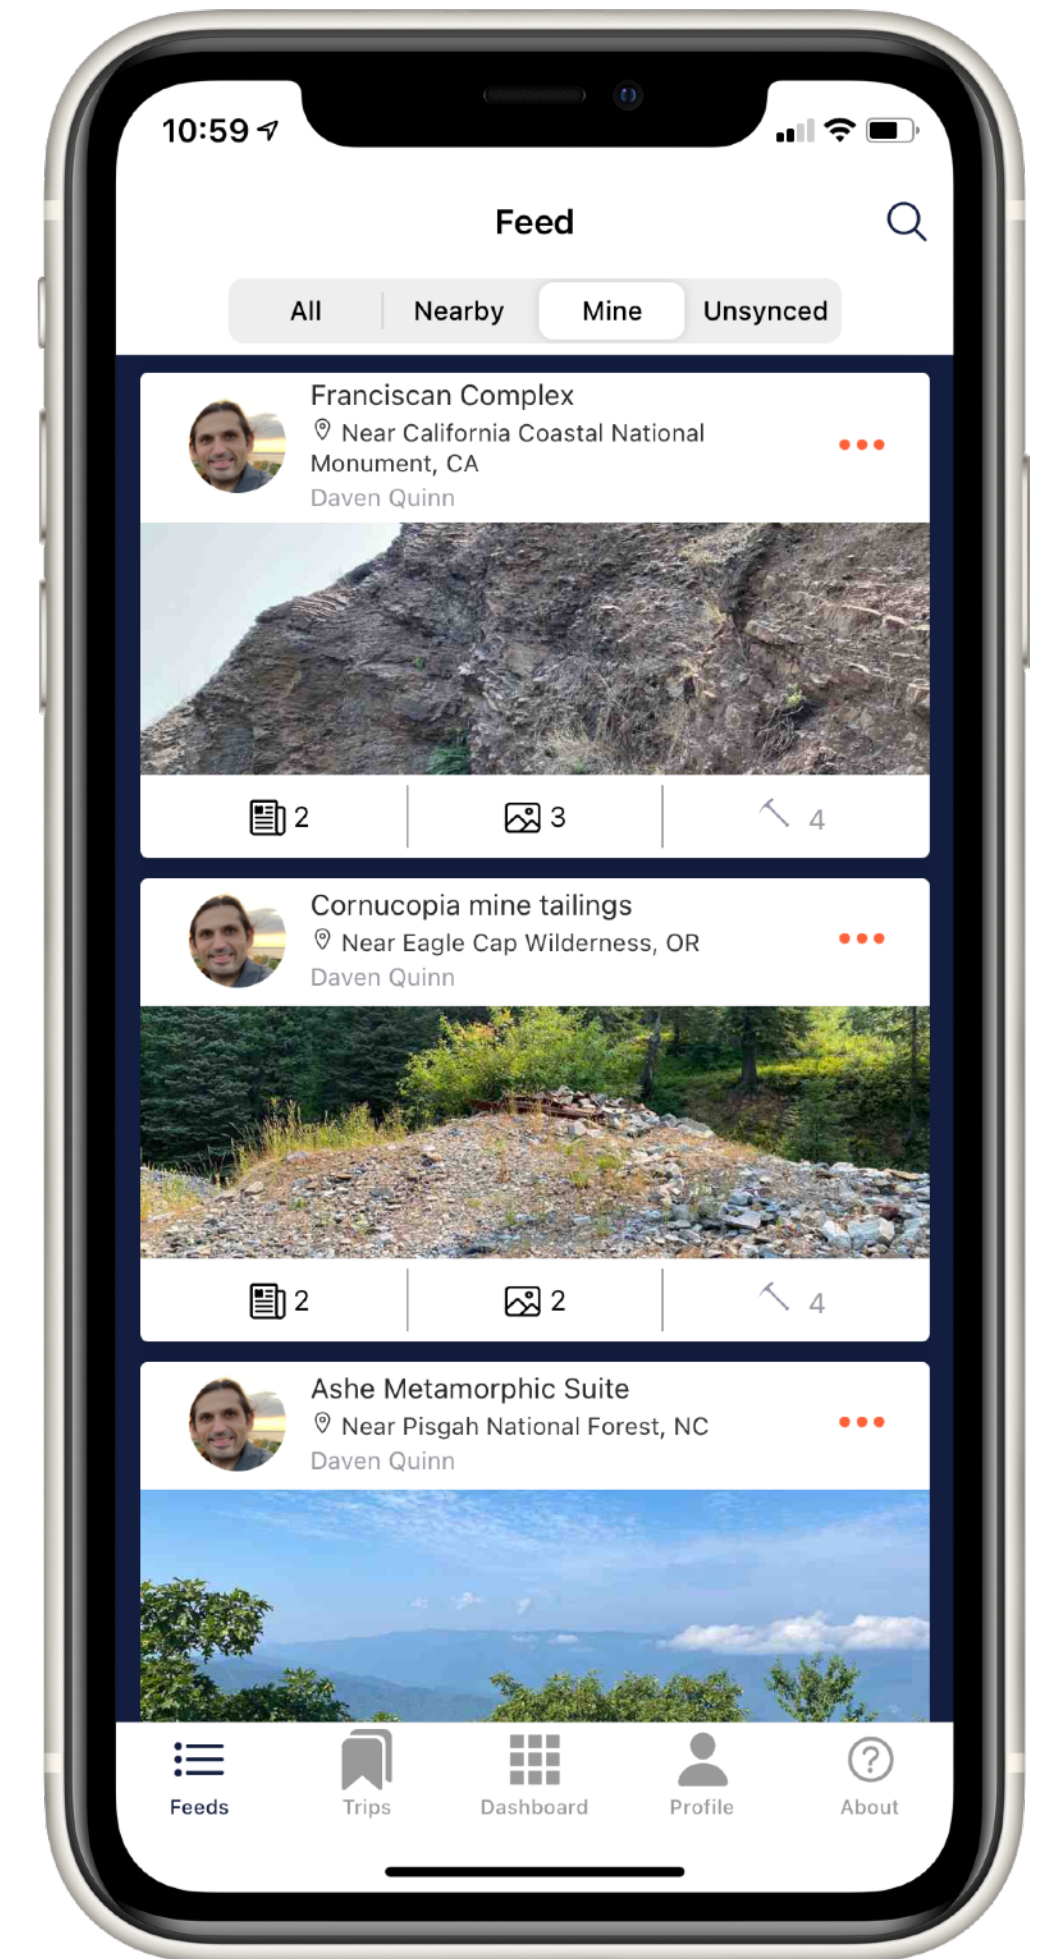 10:59
Feed
All Nearby Mine Unsynced
Franciscan Complex
Near California Coastal National
Monument, CA
Daven Quinn
2 3 4
Cornucopia mine tailings
Near Eagle Cap Wilderness, OR
Daven Quinn
2 2 4
Ashe Metamorphic Suite
Near Pisgah National Forest, NC
Daven Quinn
Feeds Trips Dashboard Profile About